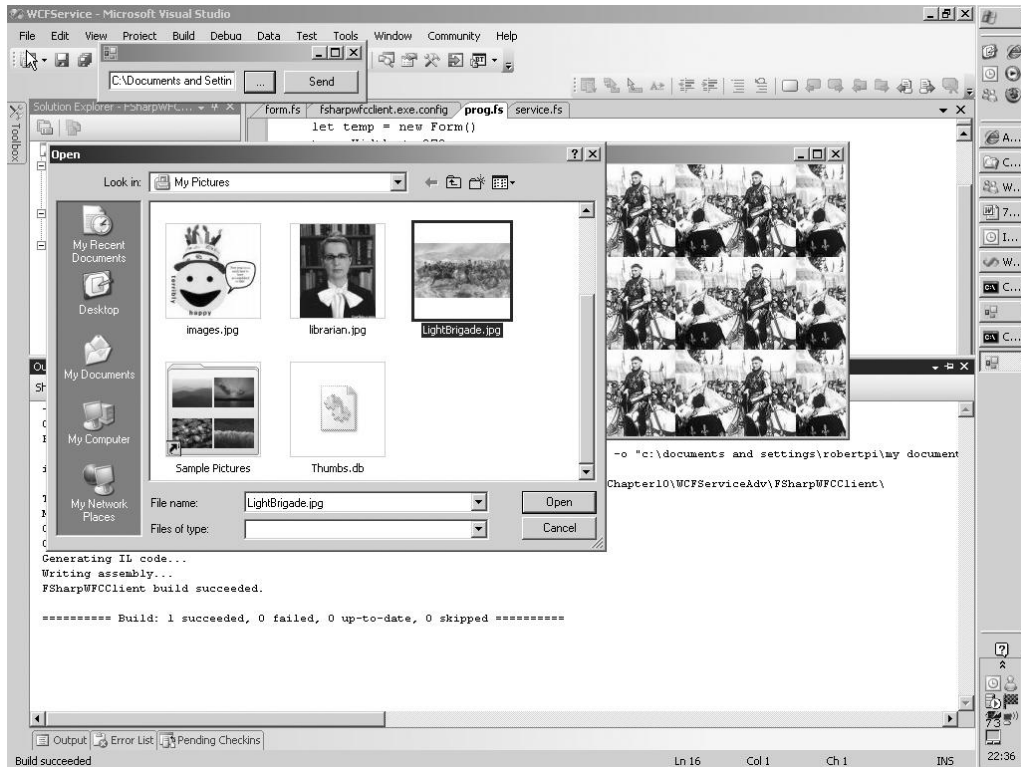 WCFService - Microsoft Visual Studio
File Edit View Project Build Debug Data Test Tools Window Community Help
C:\Documents and Settin ... Send
Solution Explorer - FSharpWFC...
Toolbox
form.fs fsharpwfcclient.exe.config prog.fs service.fs
let temp = new Form()
Open
Look in: My Pictures
My Recent Documents
Desktop
My Documents
My Computer
My Network Places
terribly happy
images.jpg librarian.jpg LightBrigade.jpg
Sample Pictures Thumbs.db
File name: LightBrigade.jpg Open
Files of type: Cancel
-o "c:\documents and settings\robertpi\my document
Chapter10\WCFServiceAdv\FSharpWFCClient\
Generating IL code...
Writing assembly...
FSharpWFCClient build succeeded.
========== Build: 1 succeeded, 0 failed, 0 up-to-date, 0 skipped ==========
Output Error List Pending Checkins
Build succeeded Ln 16 Col 1 Ch 1 INS
A...
C...
W...
7...
I...
W...
C...
C...
73
22:36